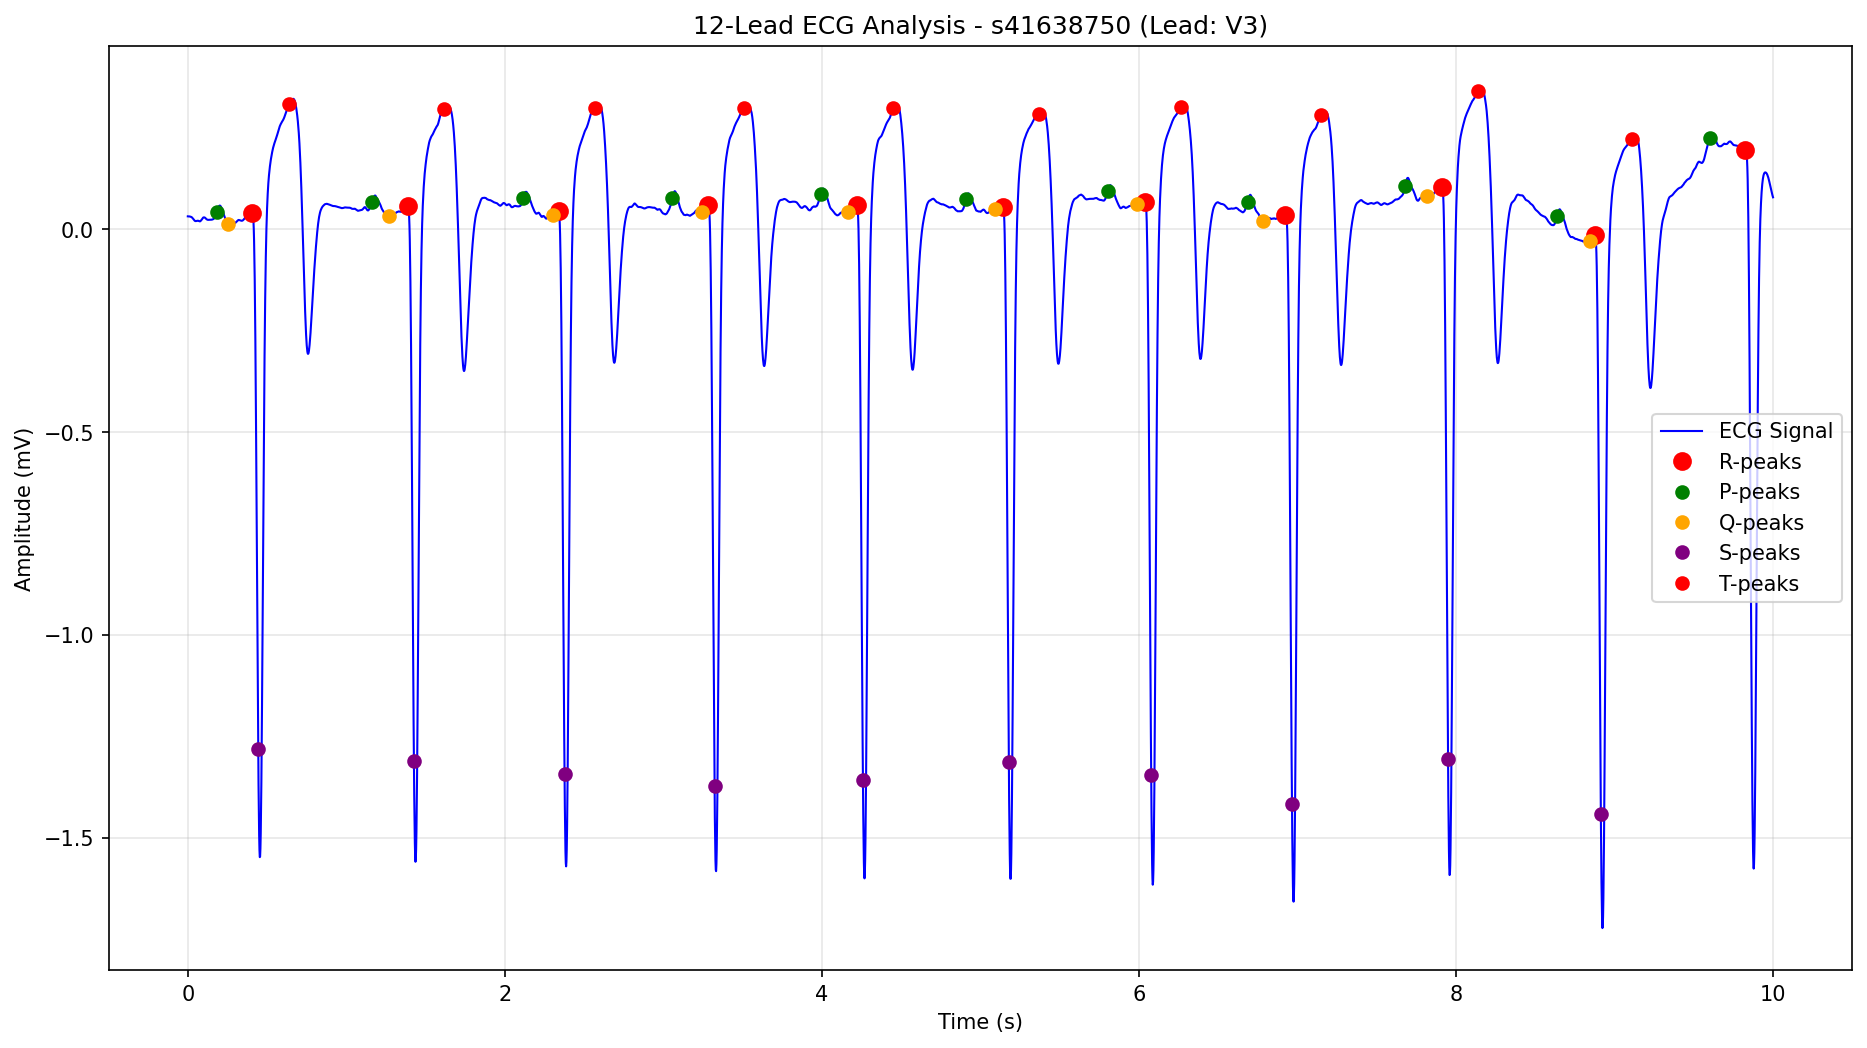 12-Lead ECG Analysis - s41638750 (Lead: V3)
Amplitude (mV)
0.0
−0.5
−1.0
−1.5
ECG Signal
R-peaks
P-peaks
Q-peaks
S-peaks
T-peaks
0 2 4 6 8 10
Time (s)